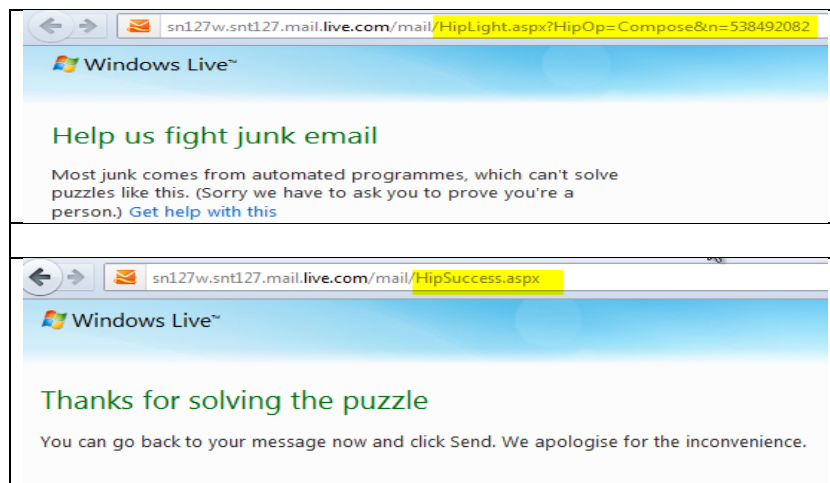 sn127w.snt127.mail.live.com/mail/HipLight.aspx?HipOp=Compose&n=538492082
Windows Live™
Help us fight junk email
Most junk comes from automated programmes, which can't solve
puzzles like this. (Sorry we have to ask you to prove you're a
person.) Get help with this
sn127w.snt127.mail.live.com/mail/HipSuccess.aspx
Windows Live™
Thanks for solving the puzzle
You can go back to your message now and click Send. We apologise for the inconvenience.